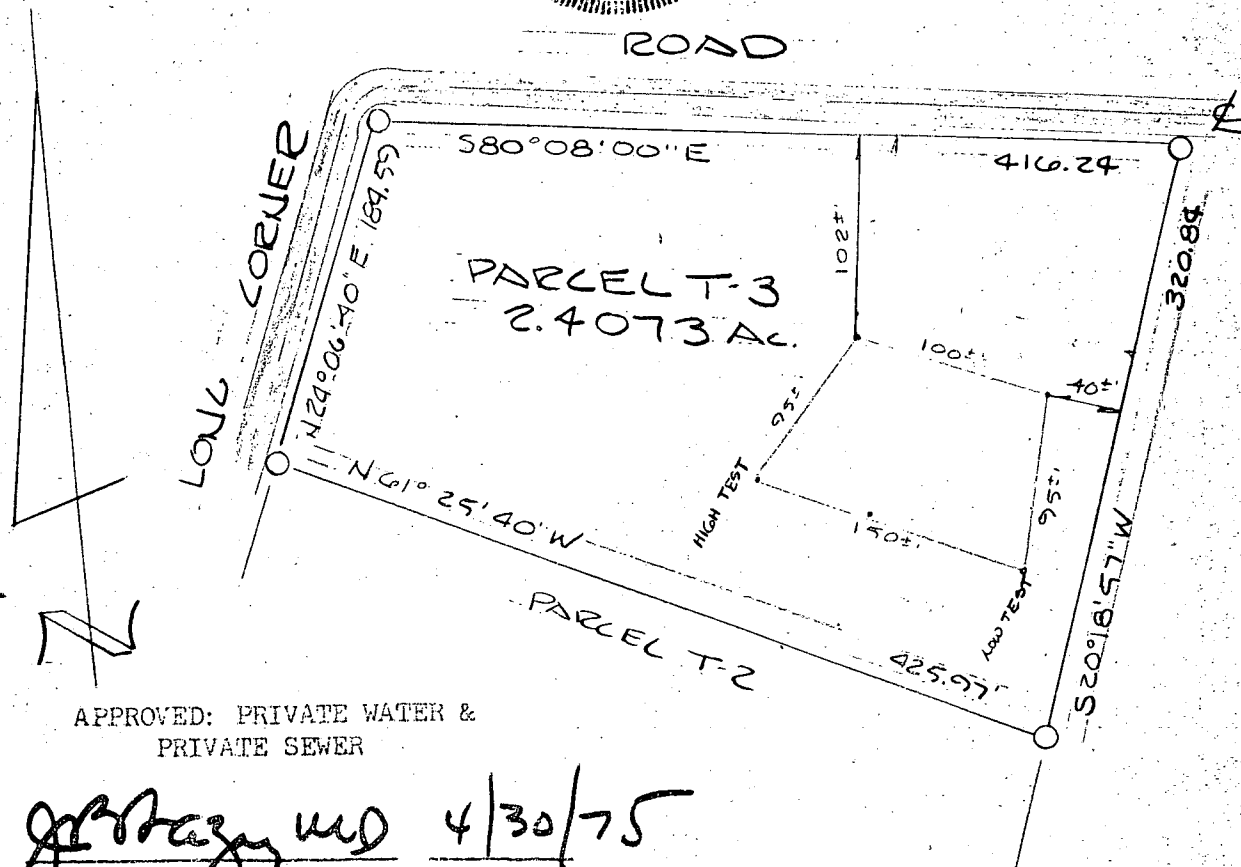 ROAD
LONG CORNER
S80°08'00"E
416.24
N24°06'40"E 184.59
102±
320.84
PARCEL T-3
2.4073 Ac.
100±
40±
95±
HIGH TEST
150±
95±
LOW TEST
N61°25'40"W
425.97'
S20°18'57"W
PARCEL T-2
N
APPROVED: PRIVATE WATER &
PRIVATE SEWER
MD 4/30/75